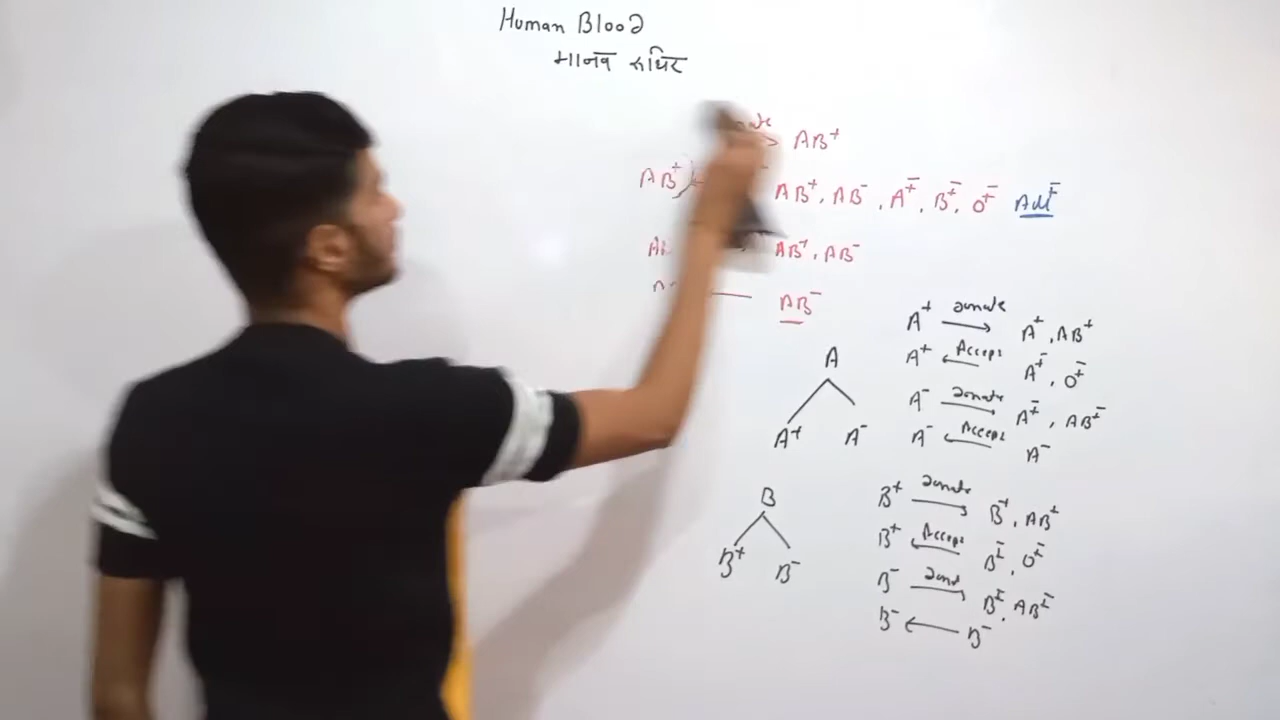 Human Blood
मानव रुधिर
AB⁺
AB⁺ AB⁺, AB⁻, A±, B±, O± All±
AB⁺, AB⁻
AB⁻
A
A⁺ A⁻
A⁺ Donate → A⁺, AB⁺
A⁺ ← Accept A±, O±
A⁻ Donate → A±, AB±
A⁻ ← Accept A⁻
B
B⁺ B⁻
B⁺ Donate → B⁺, AB⁺
B⁺ ← Accept B±, O±
B⁻ → B±, AB±
B⁻ ← B⁻